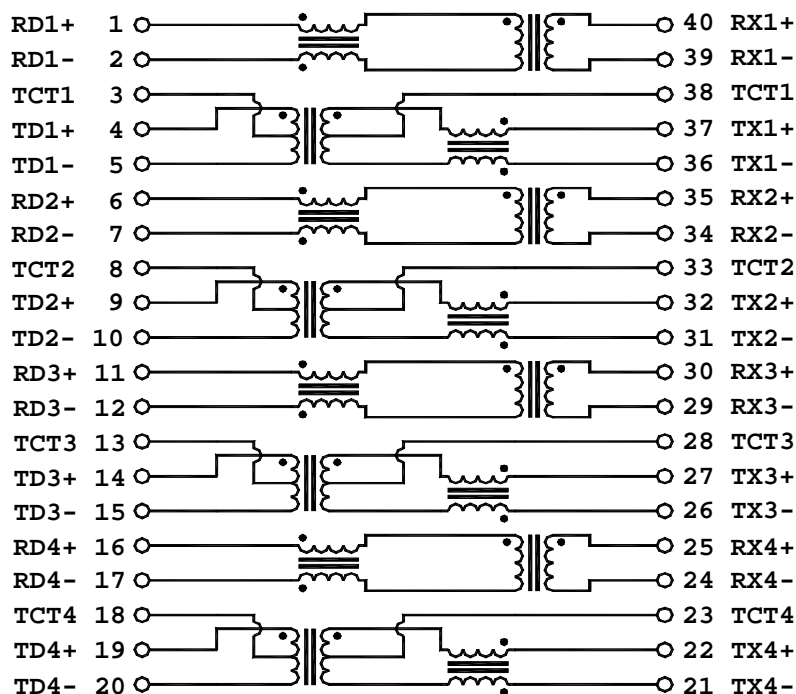 RD1+ 1 40 RX1+
RD1- 2 39 RX1-
TCT1 3 38 TCT1
TD1+ 4 37 TX1+
TD1- 5 36 TX1-
RD2+ 6 35 RX2+
RD2- 7 34 RX2-
TCT2 8 33 TCT2
TD2+ 9 32 TX2+
TD2- 10 31 TX2-
RD3+ 11 30 RX3+
RD3- 12 29 RX3-
TCT3 13 28 TCT3
TD3+ 14 27 TX3+
TD3- 15 26 TX3-
RD4+ 16 25 RX4+
RD4- 17 24 RX4-
TCT4 18 23 TCT4
TD4+ 19 22 TX4+
TD4- 20 21 TX4-